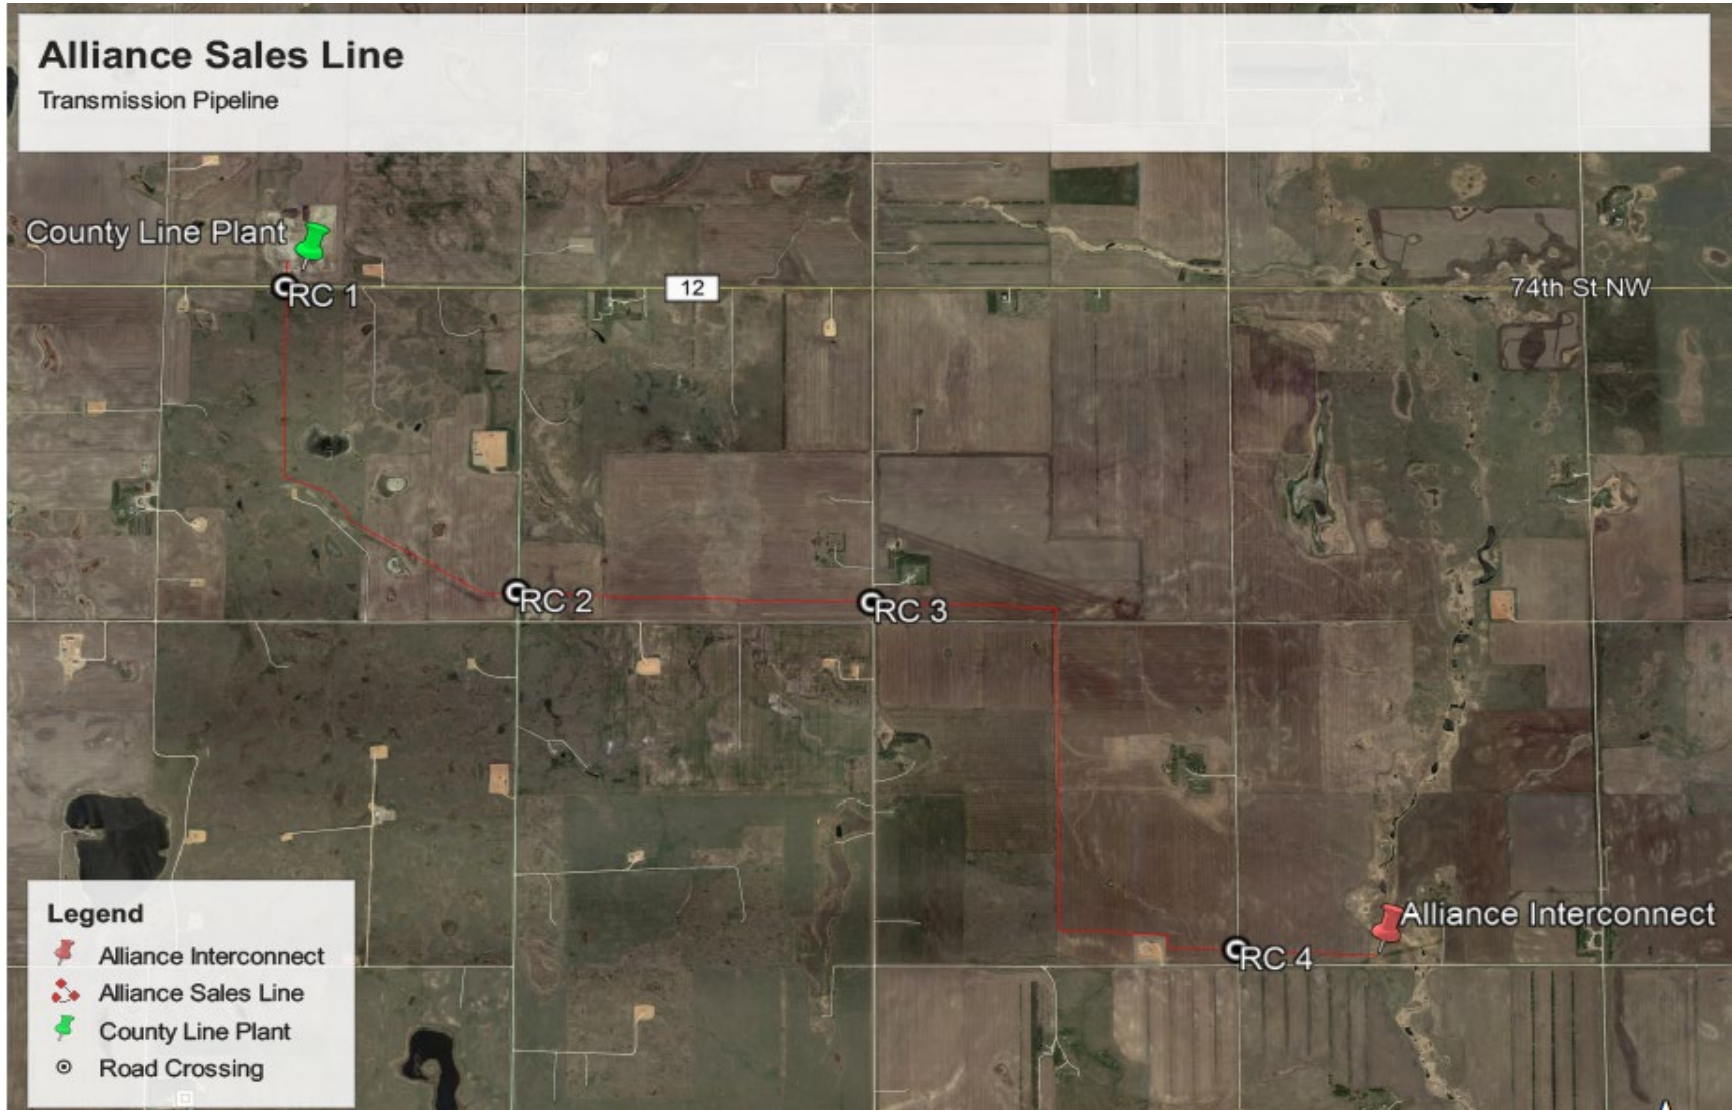 Alliance Sales Line
Transmission Pipeline
County Line Plant
RC 1
12
74th St NW
RC 2
RC 3
Alliance Interconnect
RC 4
Legend
Alliance Interconnect
Alliance Sales Line
County Line Plant
Road Crossing